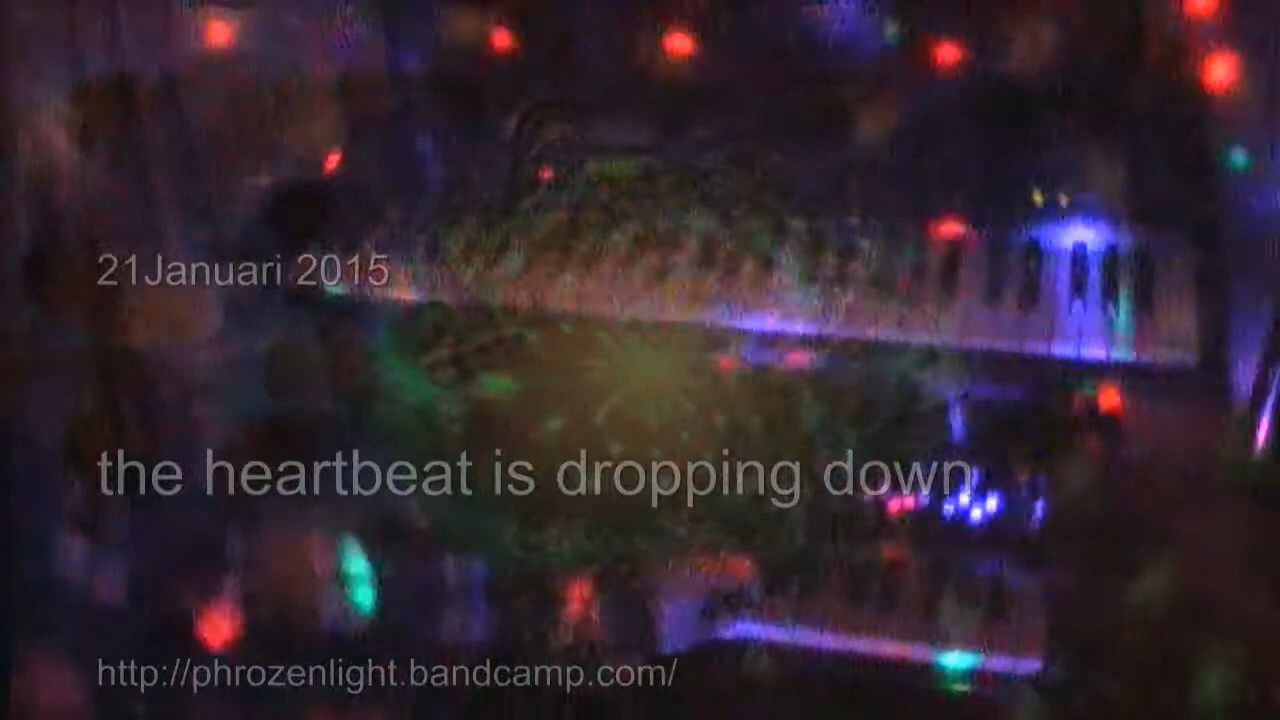 21Januari 2015
the heartbeat is dropping down
http://phrozenlight.bandcamp.com/